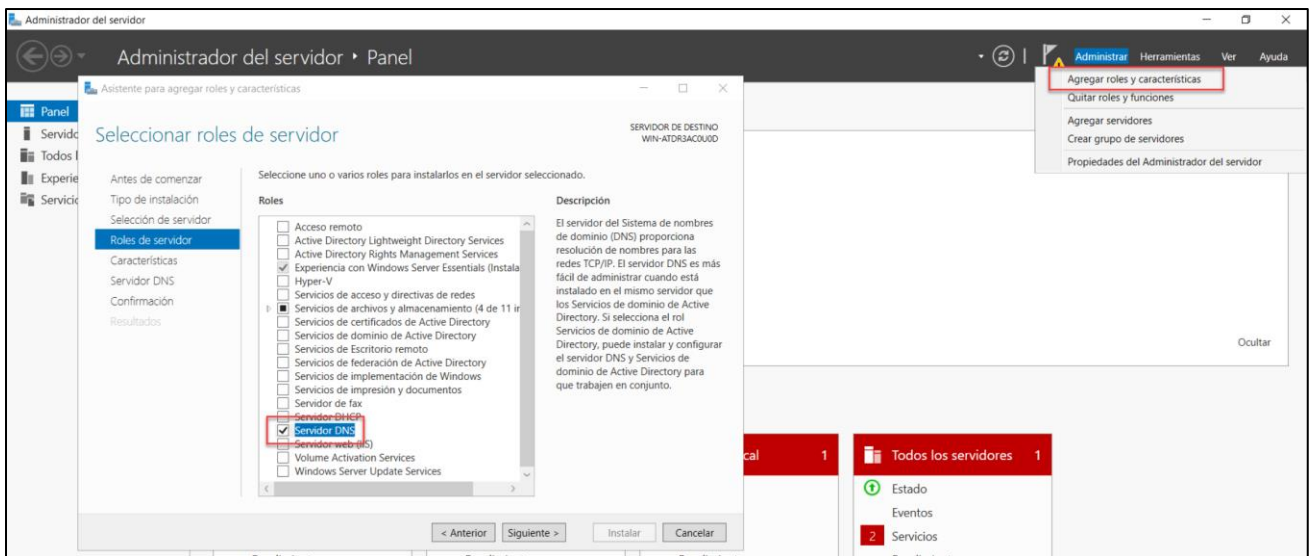 Administrador del servidor
Administrador del servidor • Panel
Administrar Herramientas Ver Ayuda
Agregar roles y características
Quitar roles y funciones
Agregar servidores
Crear grupo de servidores
Propiedades del Administrador del servidor
Panel
Todos
Asistente para agregar roles y características
Seleccionar roles de servidor
SERVIDOR DE DESTINO
WIN-ATDR3AC0U0D
Antes de comenzar
Tipo de instalación
Selección de servidor
Roles de servidor
Características
Servidor DNS
Confirmación
Resultados
Seleccione uno o varios roles para instalarlos en el servidor seleccionado.
Roles
Acceso remoto
Active Directory Lightweight Directory Services
Active Directory Rights Management Services
Experiencia con Windows Server Essentials (Instala
Hyper-V
Servicios de acceso y directivas de redes
Servicios de archivos y almacenamiento (4 de 11 ir
Servicios de certificados de Active Directory
Servicios de dominio de Active Directory
Servicios de Escritorio remoto
Servicios de federación de Active Directory
Servicios de implementación de Windows
Servicios de impresión y documentos
Servidor de fax
Servidor DHCP
Servidor DNS
Servidor web (IIS)
Volume Activation Services
Windows Server Update Services
Descripción
El servidor del Sistema de nombres
de dominio (DNS) proporciona
resolución de nombres para las
redes TCP/IP. El servidor DNS es más
fácil de administrar cuando está
instalado en el mismo servidor que
los Servicios de dominio de Active
Directory. Si selecciona el rol
Servicios de dominio de Active
Directory, puede instalar y configurar
el servidor DNS y Servicios de
dominio de Active Directory para
que trabajen en conjunto.
< Anterior
Siguiente >
Instalar
Cancelar
Ocultar
cal 1
Todos los servidores 1
Estado
Eventos
2 Servicios